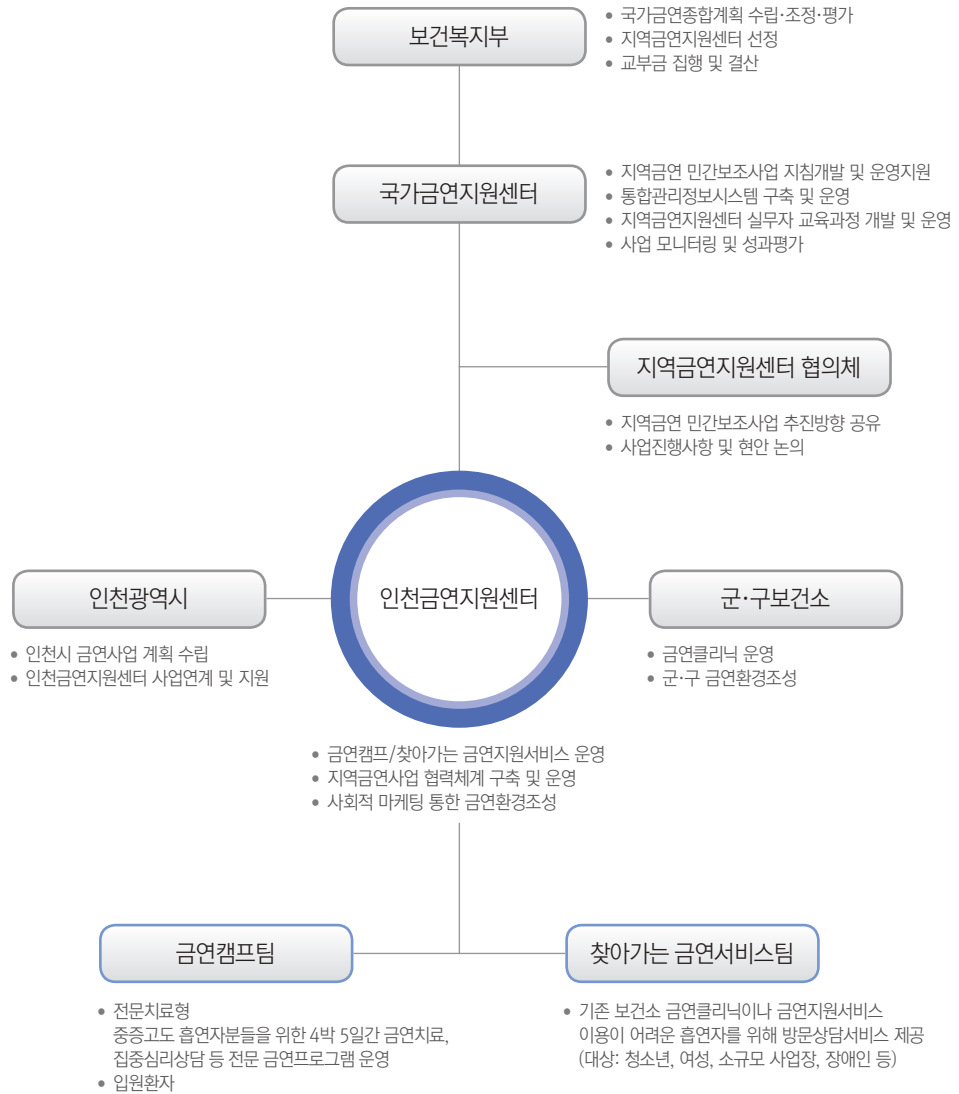 보건복지부
• 국가금연종합계획 수립·조정·평가
• 지역금연지원센터 선정
• 교부금 집행 및 결산
국가금연지원센터
• 지역금연 민간보조사업 지침개발 및 운영지원
• 통합관리정보시스템 구축 및 운영
• 지역금연지원센터 실무자 교육과정 개발 및 운영
• 사업 모니터링 및 성과평가
지역금연지원센터 협의체
• 지역금연 민간보조사업 추진방향 공유
• 사업진행사항 및 현안 논의
인천광역시
• 인천시 금연사업 계획 수립
• 인천금연지원센터 사업연계 및 지원
인천금연지원센터
군·구보건소
• 금연클리닉 운영
• 군·구 금연환경조성
• 금연캠프/찾아가는 금연지원서비스 운영
• 지역금연사업 협력체계 구축 및 운영
• 사회적 마케팅 통한 금연환경조성
금연캠프팀
• 전문치료형
중증고도 흡연자분들을 위한 4박 5일간 금연치료,
집중심리상담 등 전문 금연프로그램 운영
• 입원환자
찾아가는 금연서비스팀
• 기존 보건소 금연클리닉이나 금연지원서비스
이용이 어려운 흡연자를 위해 방문상담서비스 제공
(대상: 청소년, 여성, 소규모 사업장, 장애인 등)